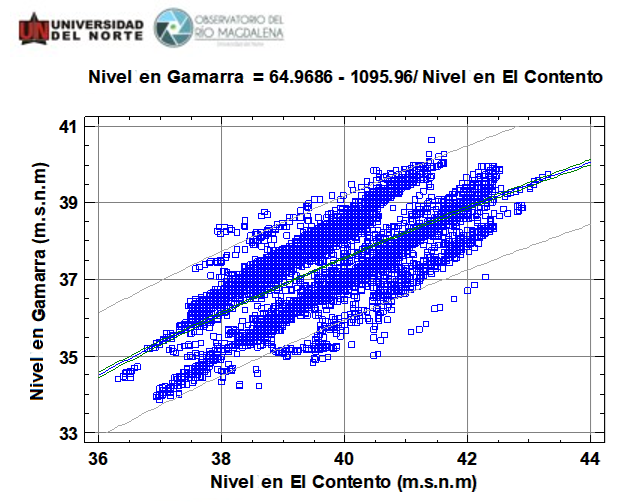 UN UNIVERSIDAD
DEL NORTE
OBSERVATORIO DEL
RÍO MAGDALENA
Nivel en Gamarra = 64.9686 - 1095.96/ Nivel en El Contento
Nivel en Gamarra (m.s.n.m)
41
39
37
35
33
36 38 40 42 44
Nivel en El Contento (m.s.n.m)